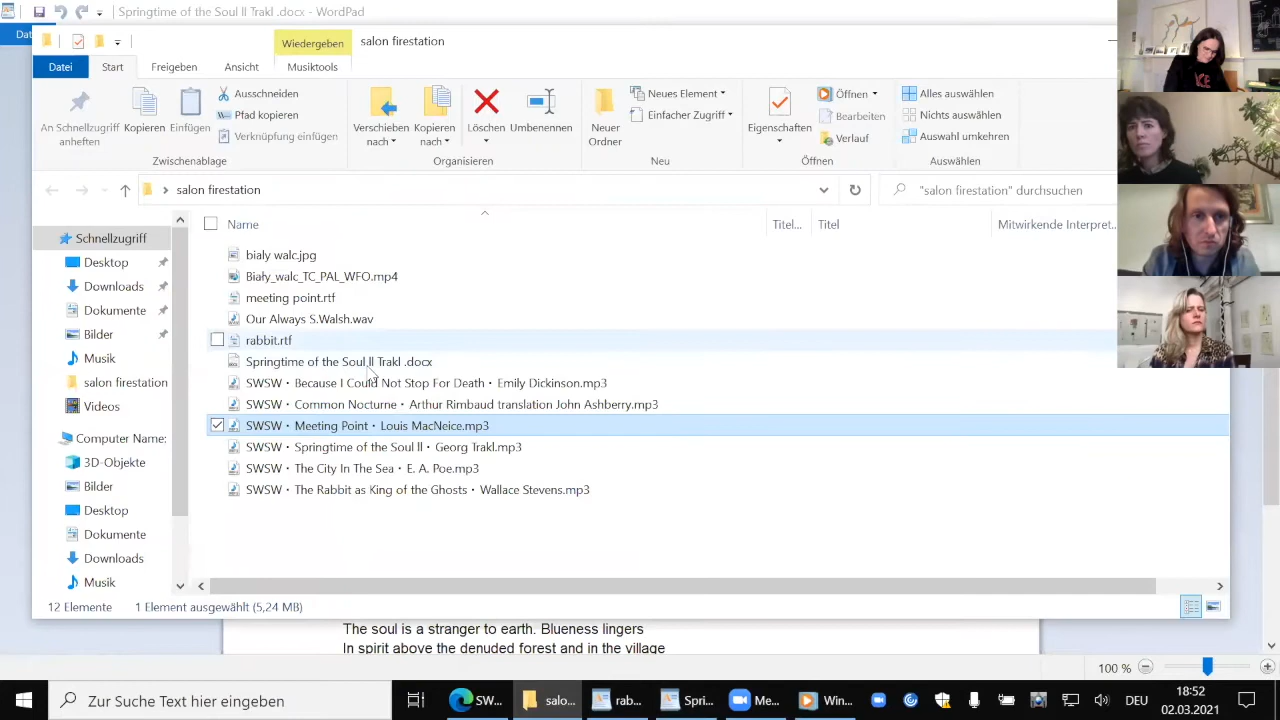 Springtime of the Soul ll Trakl .docx - WordPad
Dat
Wiedergeben
salon firestation
Datei
Start
Freigeben
Ansicht
Musiktools
An Schnellzugriff anheften
Kopieren
Einfügen
Ausschneiden
Pfad kopieren
Verknüpfung einfügen
Zwischenablage
Verschieben nach
Kopieren nach
Löschen
Umbenennen
Organisieren
Neuer Ordner
Neues Element
Einfacher Zugriff
Neu
Eigenschaften
Öffnen
Bearbeiten
Verlauf
Öffnen
Alles auswählen
Nichts auswählen
Auswahl umkehren
Auswählen
salon firestation
"salon firestation" durchsuchen
Name
Titel...
Titel
Mitwirkende Interpret...
Schnellzugriff
Desktop
Downloads
Dokumente
Bilder
Musik
salon firestation
Videos
Computer Name:
3D-Objekte
Bilder
Desktop
Dokumente
Downloads
Musik
bialy walc.jpg
Biały_walc_TC_PAL_WFO.mp4
meeting point.rtf
Our Always S.Walsh.wav
rabbit.rtf
Springtime of the Soul ll Trakl .docx
SWSW · Because I Could Not Stop For Death · Emily Dickinson.mp3
SWSW · Common Nocturne · Arthur Rimbaud translation John Ashberry.mp3
SWSW · Meeting Point · Louis MacNeice.mp3
SWSW · Springtime of the Soul ll · Georg Trakl.mp3
SWSW · The City In The Sea · E. A. Poe.mp3
SWSW · The Rabbit as King of the Ghosts · Wallace Stevens.mp3
12 Elemente
1 Element ausgewählt (5,24 MB)
The soul is a stranger to earth. Blueness lingers
In spirit above the denuded forest and in the village
100 %
Zur Suche Text hier eingeben
SW...
salo...
rab...
Spri...
Me...
Win...
DEU
18:52
02.03.2021